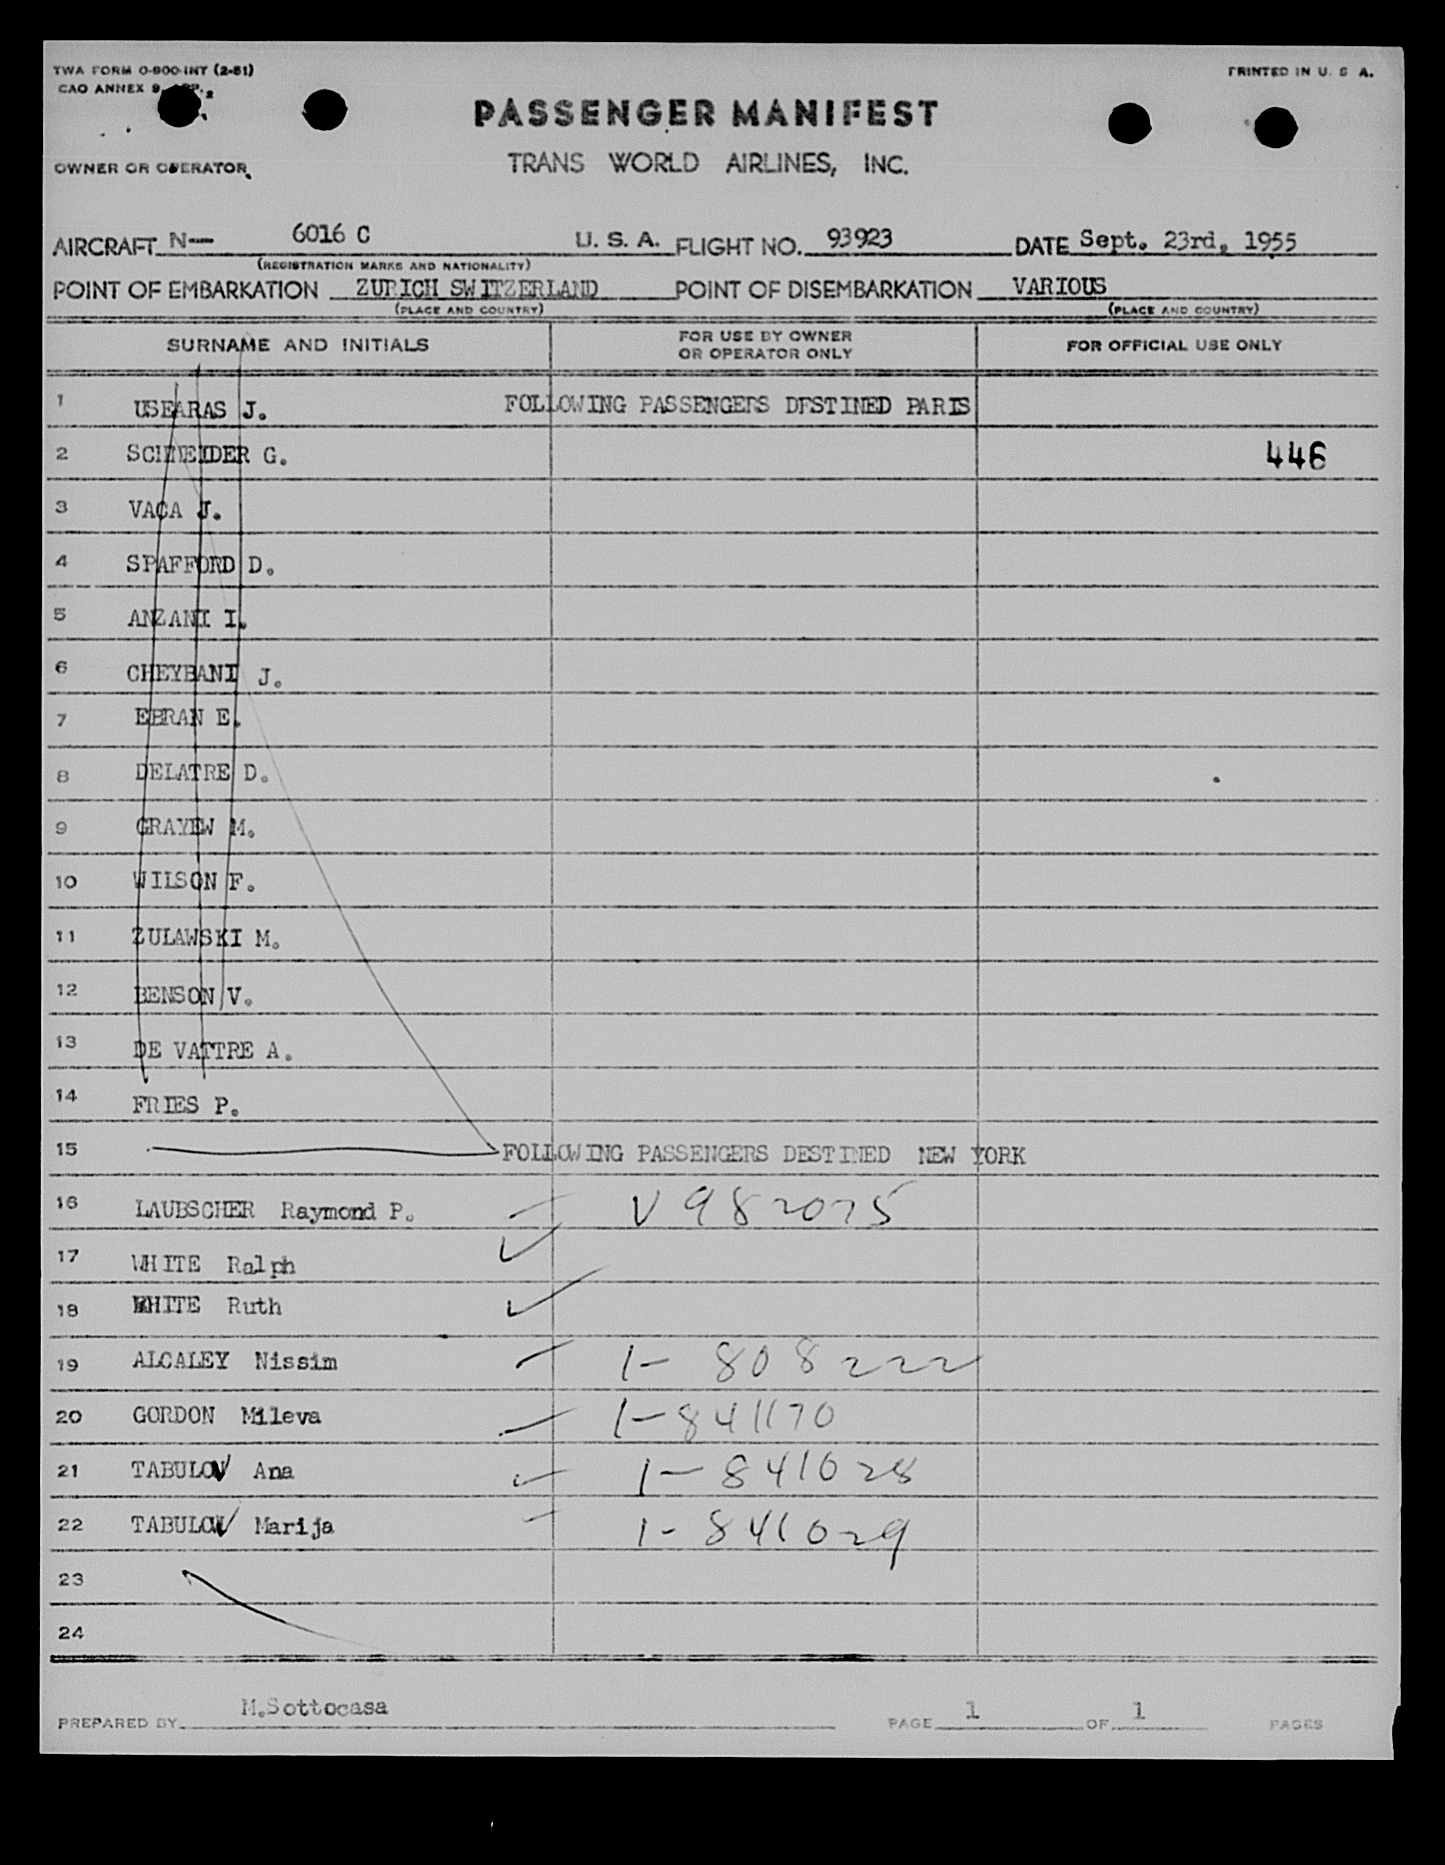 TWA FORM O-800-INT (2-51)
PRINTED IN U. S. A.
CAO ANNEX 9,
PASSENGER MANIFEST
OWNER OR OPERATOR
TRANS WORLD AIRLINES, INC.
AIRCRAFT N— 6016 C U. S. A. FLIGHT NO. 93923 DATE Sept. 23rd, 1955
(REGISTRATION MARKS AND NATIONALITY)
POINT OF EMBARKATION ZURICH SWITZERLAND POINT OF DISEMBARKATION VARIOUS
(PLACE AND COUNTRY) (PLACE AND COUNTRY)
SURNAME AND INITIALS FOR USE BY OWNER OR OPERATOR ONLY FOR OFFICIAL USE ONLY
1 USEARAS J. FOLLOWING PASSENGERS DESTINED PARIS
2 SCHNEIDER G. 446
3 VACA J.
4 SPAFFORD D.
5 ANZANI I.
6 CHEYBANI J.
7 EBRAN E.
8 DELATRE D.
9 GRAYEW M.
10 WILSON F.
11 ZULAWSKI M.
12 BENSON V.
13 DE VATTRE A.
14 FRIES P.
15 FOLLOWING PASSENGERS DESTINED NEW YORK
16 LAUBSCHER Raymond P. V 982075
17 WHITE Ralph
18 WHITE Ruth
19 ALCALEY Nissim 1- 808222
20 GORDON Mileva 1-841170
21 TABULOV Ana 1-841028
22 TABULOV Marija 1-841029
23
24
PREPARED BY M.Sottocasa PAGE 1 OF 1 PAGES